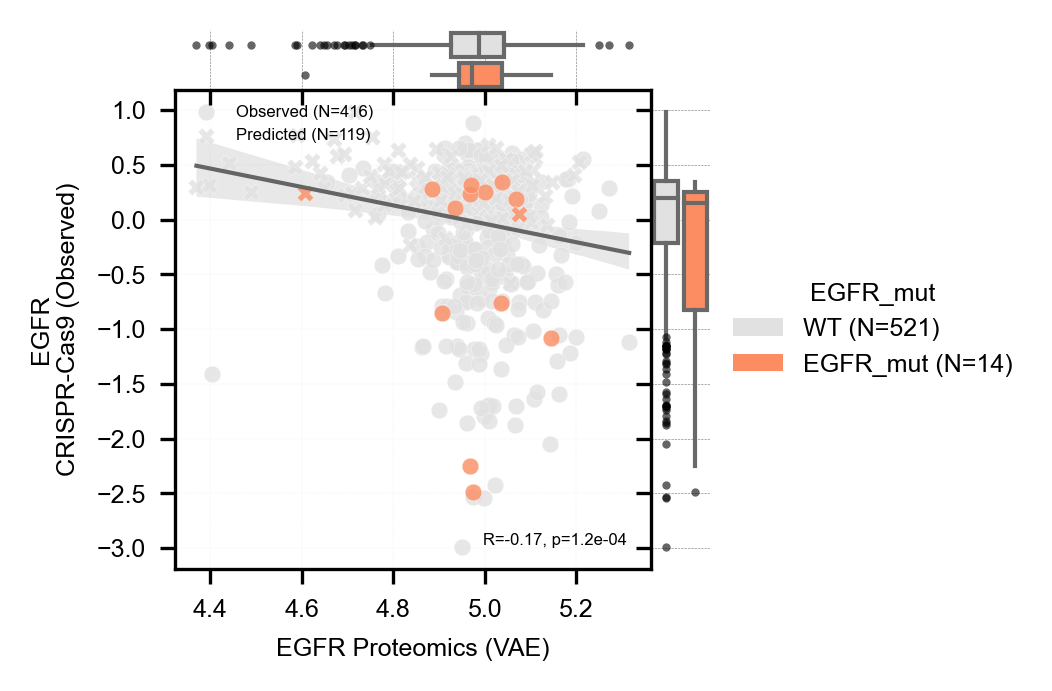 1.0
0.5
0.0
−0.5
−1.0
−1.5
−2.0
−2.5
−3.0
EGFR
CRISPR-Cas9 (Observed)
Observed (N=416)
Predicted (N=119)
R=-0.17, p=1.2e-04
4.4
4.6
4.8
5.0
5.2
EGFR Proteomics (VAE)
EGFR_mut
WT (N=521)
EGFR_mut (N=14)